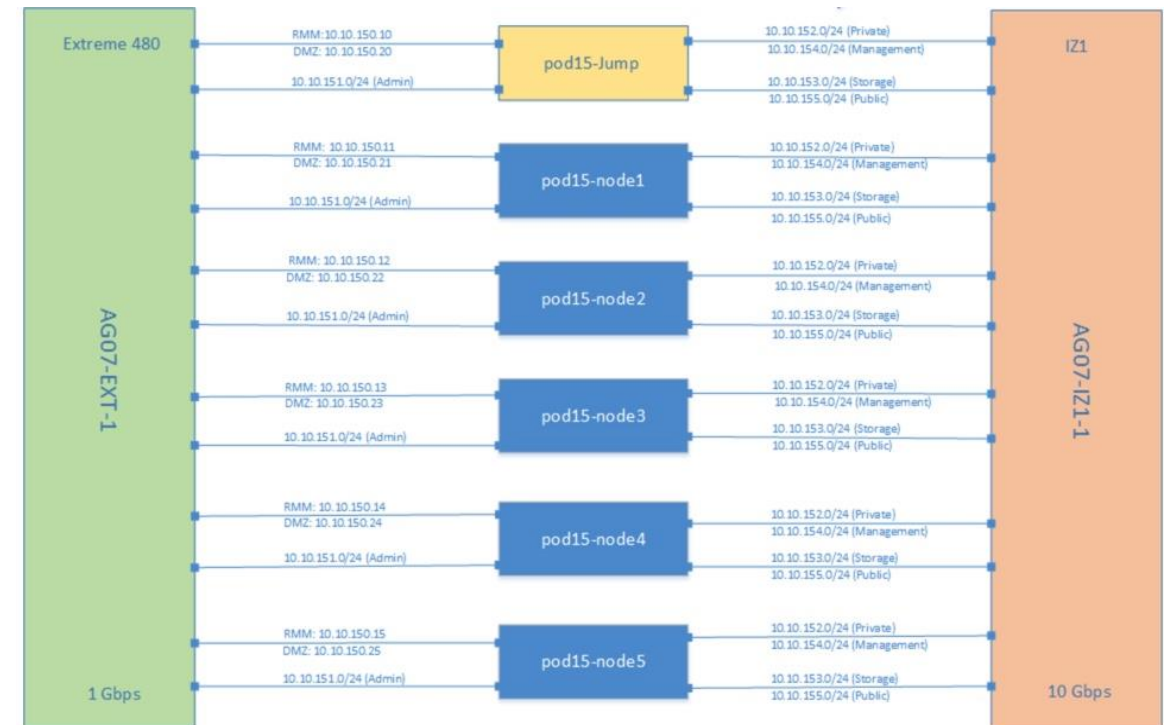 Extreme 480
RMM:10.10.150.10
DMZ: 10.10.150.20
10.10.151.0/24 (Admin)
pod15-Jump
10.10.152.0/24 (Private)
10.10.154.0/24 (Management)
10.10.153.0/24 (Storage)
10.10.155.0/24 (Public)
IZ1
RMM: 10.10.150.11
DMZ: 10.10.150.21
10.10.151.0/24 (Admin)
pod15-node1
10.10.152.0/24 (Private)
10.10.154.0/24 (Management)
10.10.153.0/24 (Storage)
10.10.155.0/24 (Public)
RMM: 10.10.150.12
DMZ: 10.10.150.22
10.10.151.0/24 (Admin)
pod15-node2
10.10.152.0/24 (Private)
10.10.154.0/24 (Management)
10.10.153.0/24 (Storage)
10.10.155.0/24 (Public)
AG07-EXT-1
AG07-IZ1-1
RMM: 10.10.150.13
DMZ: 10.10.150.23
10.10.151.0/24 (Admin)
pod15-node3
10.10.152.0/24 (Private)
10.10.154.0/24 (Management)
10.10.153.0/24 (Storage)
10.10.155.0/24 (Public)
RMM: 10.10.150.14
DMZ: 10.10.150.24
10.10.151.0/24 (Admin)
pod15-node4
10.10.152.0/24 (Private)
10.10.154.0/24 (Management)
10.10.153.0/24 (Storage)
10.10.155.0/24 (Public)
RMM: 10.10.150.15
DMZ: 10.10.150.25
10.10.151.0/24 (Admin)
pod15-node5
10.10.152.0/24 (Private)
10.10.154.0/24 (Management)
10.10.153.0/24 (Storage)
10.10.155.0/24 (Public)
1 Gbps
10 Gbps